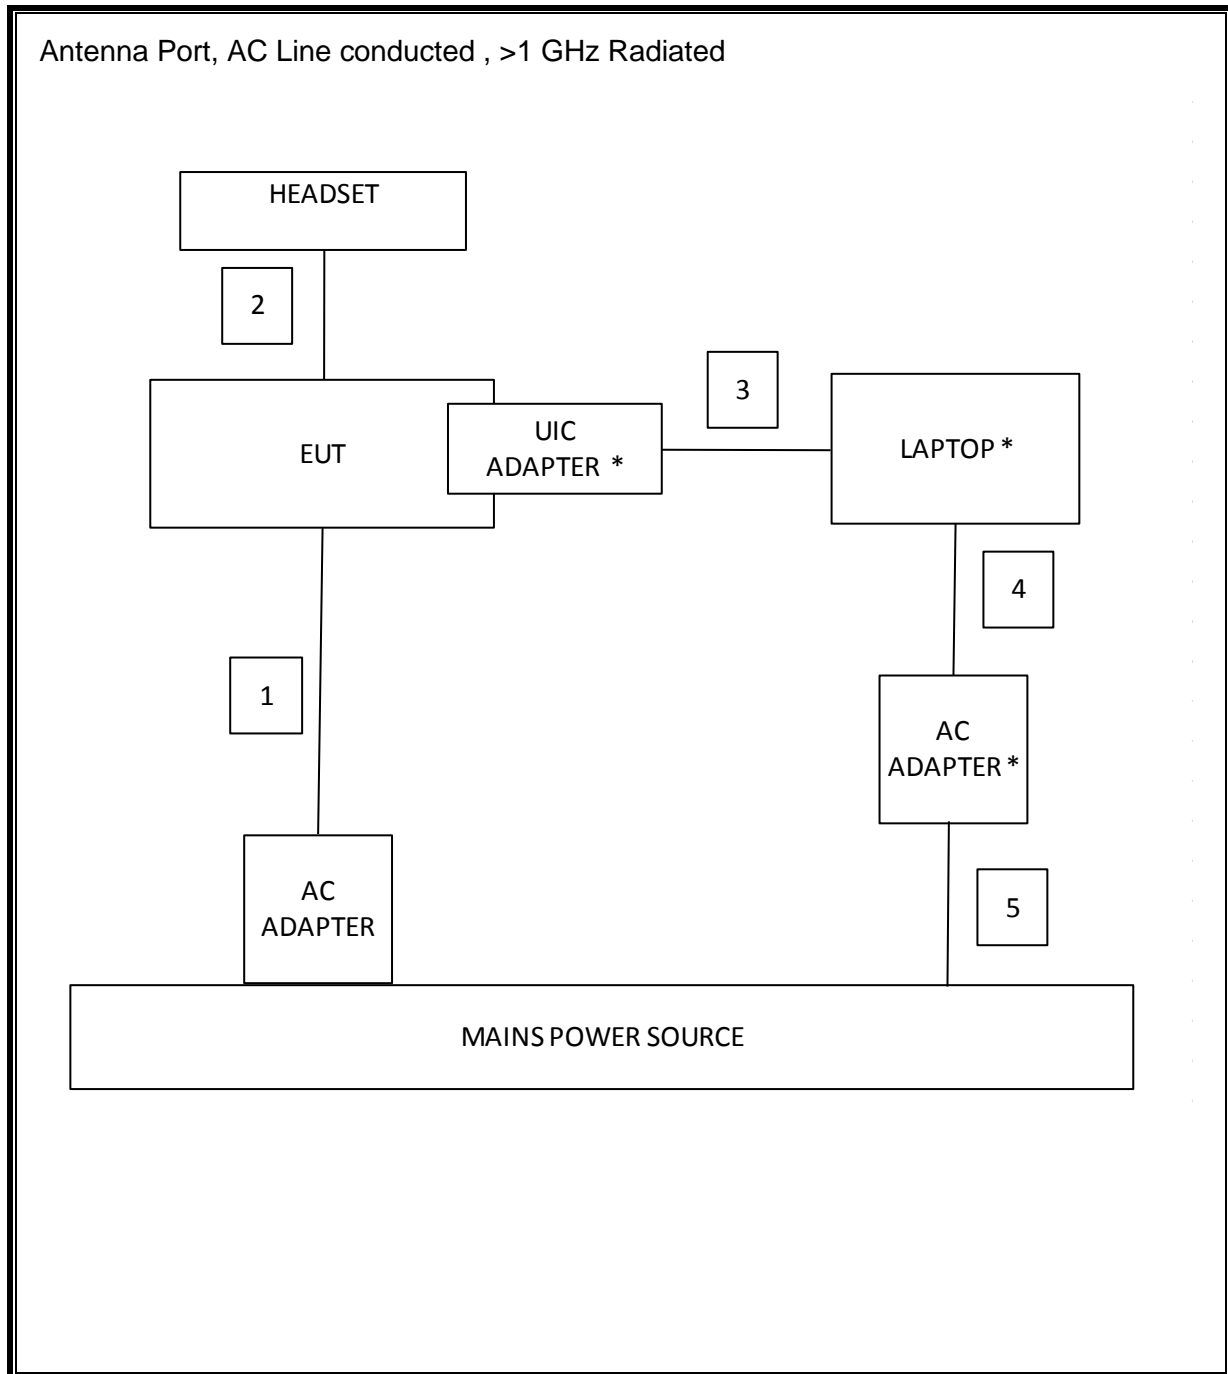 Antenna Port, AC Line conducted , >1 GHz Radiated
HEADSET
2
EUT
UIC
ADAPTER *
3
LAPTOP *
4
1
AC
ADAPTER *
AC
ADAPTER
5
MAINS POWER SOURCE